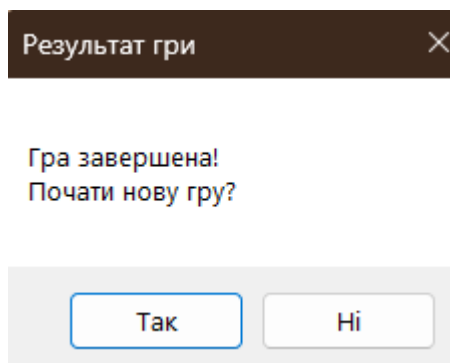 Результат гри
Гра завершена!
Почати нову гру?
Так
Ні